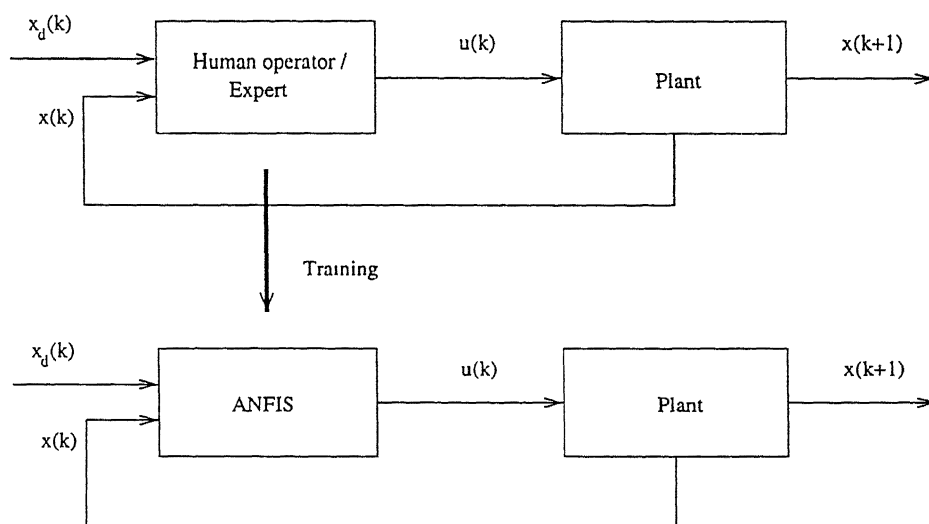 x_d(k)
u(k)
x(k+1)
Human operator /
Expert
Plant
x(k)
Training
x_d(k)
u(k)
x(k+1)
ANFIS
Plant
x(k)